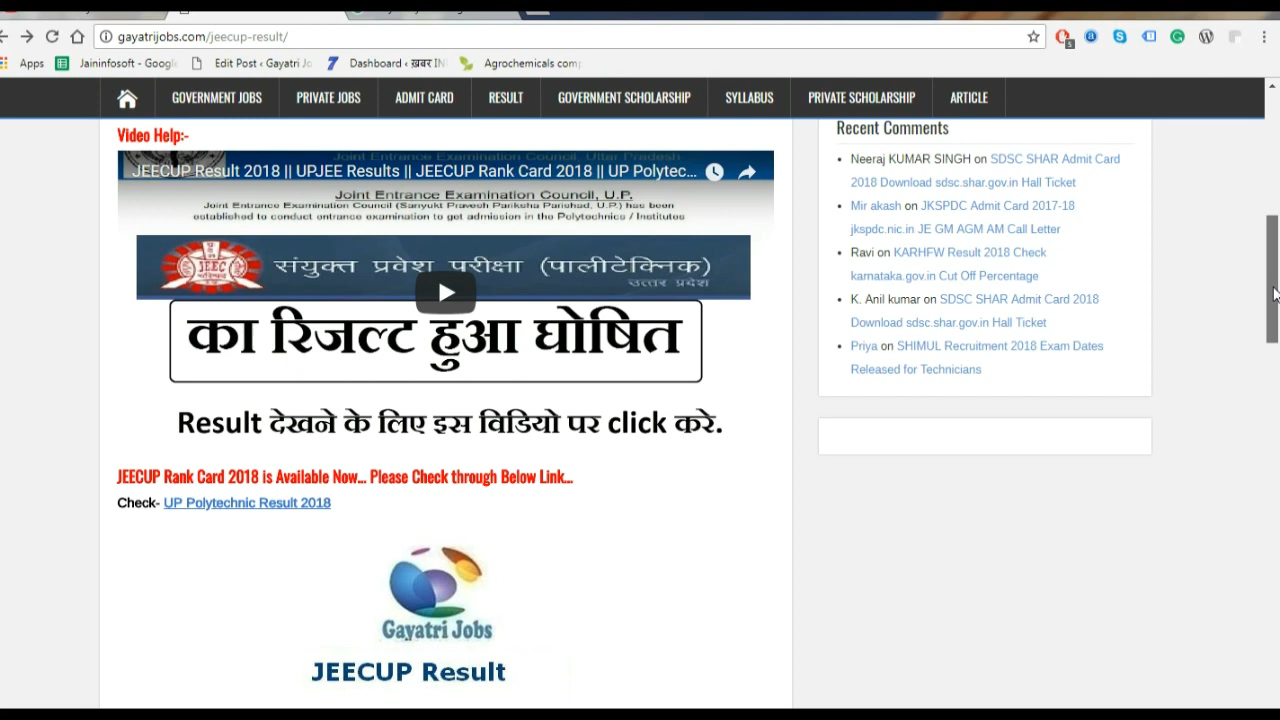 gayatrijobs.com/jeecup-result/
Apps Jaininfosoft - Google Edit Post ‹ Gayatri Jo Dashboard ‹ ख़बर IN Agrochemicals com
GOVERNMENT JOBS PRIVATE JOBS ADMIT CARD RESULT GOVERNMENT SCHOLARSHIP SYLLABUS PRIVATE SCHOLARSHIP ARTICLE
Video Help:-
Joint Entrance Examination Council, Uttar Pradesh
JEECUP Result 2018 || UPJEE Results || JEECUP Rank Card 2018 || UP Polytec...
Joint Entrance Examination Council, U.P.
Joint Entrance Examination Council (Sanyukt Pravesh Pariksha Parishad, U.P.) has been
established to conduct entrance examination to get admission in the Polytechnics / Institutes
JEEC
संयुक्त प्रवेश परीक्षा (पालीटेक्निक)
उत्तर प्रदेश
का रिजल्ट हुआ घोषित
Result देखने के लिए इस विडियो पर click करे.
JEECUP Rank Card 2018 is Available Now... Please Check through Below Link...
Check- UP Polytechnic Result 2018
Gayatri Jobs
JEECUP Result
Recent Comments
Neeraj KUMAR SINGH on SDSC SHAR Admit Card
2018 Download sdsc.shar.gov.in Hall Ticket
Mir akash on JKSPDC Admit Card 2017-18
jkspdc.nic.in JE GM AGM AM Call Letter
Ravi on KARHFW Result 2018 Check
karnataka.gov.in Cut Off Percentage
K. Anil kumar on SDSC SHAR Admit Card 2018
Download sdsc.shar.gov.in Hall Ticket
Priya on SHIMUL Recruitment 2018 Exam Dates
Released for Technicians